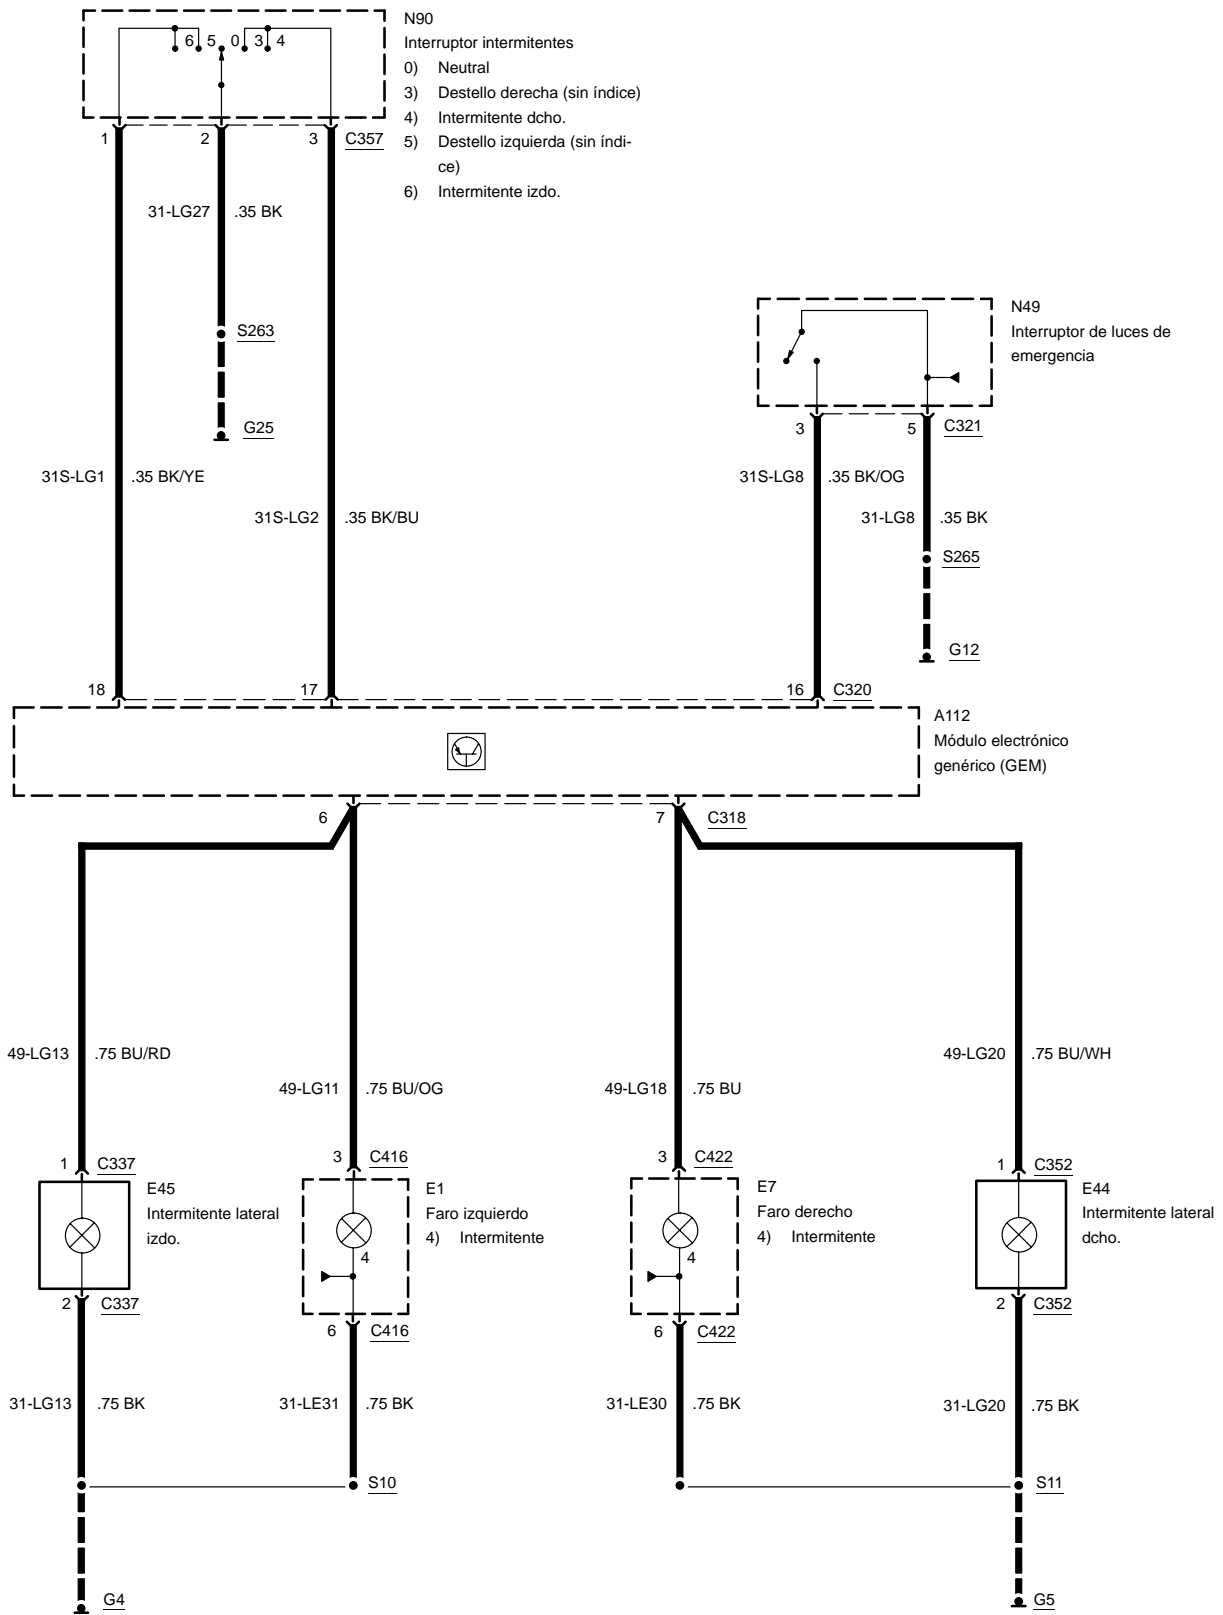 N90
Interruptor intermitentes
0) Neutral
3) Destello derecha (sin índice)
4) Intermitente dcho.
5) Destello izquierda (sin índi-
ce)
6) Intermitente izdo.
6 5 0 3 4
1 2 3 C357
31-LG27 .35 BK
S263
G25
N49
Interruptor de luces de
emergencia
3 5 C321
31S-LG1 .35 BK/YE
31S-LG2 .35 BK/BU
31S-LG8 .35 BK/OG
31-LG8 .35 BK
S265
G12
18 17 16 C320
A112
Módulo electrónico
genérico (GEM)
6 7 C318
49-LG13 .75 BU/RD
49-LG11 .75 BU/OG
49-LG18 .75 BU
49-LG20 .75 BU/WH
1 C337
3 C416
3 C422
1 C352
E45
Intermitente lateral
izdo.
E1
Faro izquierdo
4) Intermitente
4
E7
Faro derecho
4) Intermitente
4
E44
Intermitente lateral
dcho.
2 C337
6 C416
6 C422
2 C352
31-LG13 .75 BK
31-LE31 .75 BK
31-LE30 .75 BK
31-LG20 .75 BK
S10
S11
G4
G5